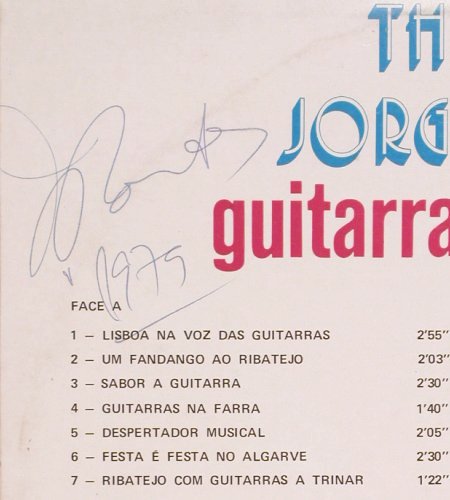 TH
JORG
guitarra
1979
FACE A
1 – LISBOA NA VOZ DAS GUITARRAS 2'55"
2 – UM FANDANGO AO RIBATEJO 2'03"
3 – SABOR A GUITARRA 2'30"
4 – GUITARRAS NA FARRA 1'40"
5 – DESPERTADOR MUSICAL 2'05"
6 – FESTA É FESTA NO ALGARVE 2'30"
7 – RIBATEJO COM GUITARRAS A TRINAR 1'22"